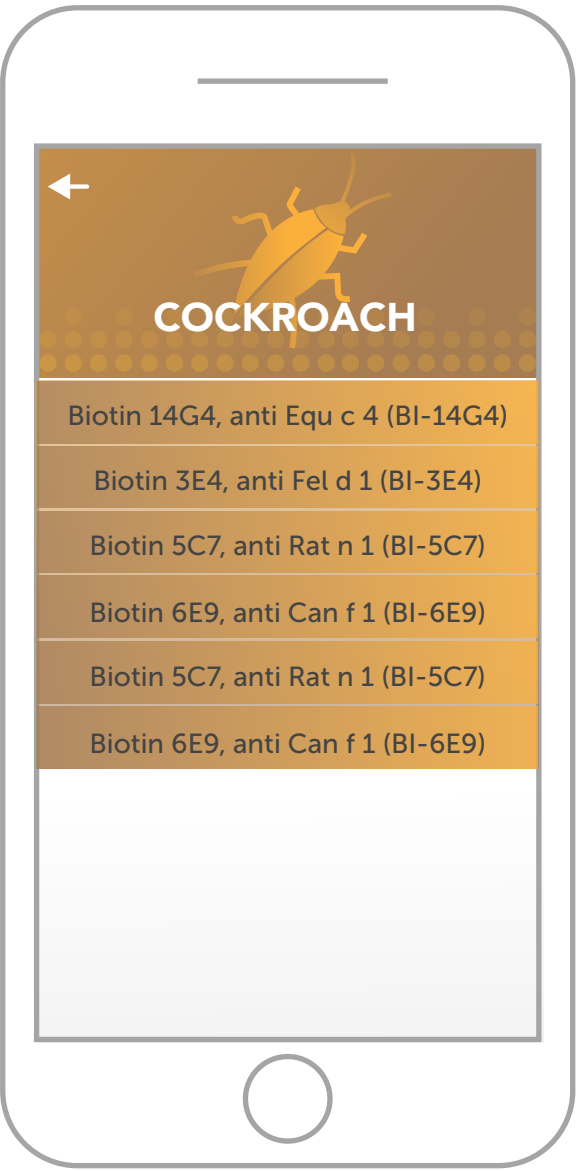 COCKROACH
Biotin 14G4, anti Equ c 4 (BI-14G4)
Biotin 3E4, anti Fel d 1 (BI-3E4)
Biotin 5C7, anti Rat n 1 (BI-5C7)
Biotin 6E9, anti Can f 1 (BI-6E9)
Biotin 5C7, anti Rat n 1 (BI-5C7)
Biotin 6E9, anti Can f 1 (BI-6E9)